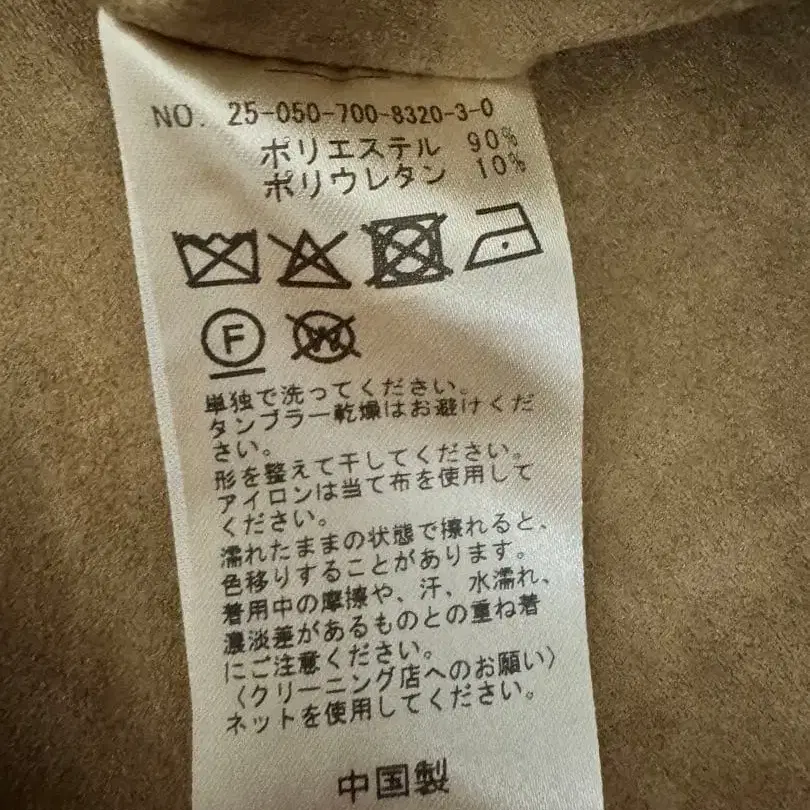 NO. 25-050-700-8320-3-0
ポリエステル 90%
ポリウレタン 10%
F W
単独で洗ってください。
タンブラー乾燥はお避けくだ
さい。
形を整えて干してください。
アイロンは当て布を使用して
ください。
濡れたままの状態で擦れると、
色移りすることがあります。
着用中の摩擦や、汗、水濡れ、
濃淡差があるものとの重ね着
にご注意ください。
〈クリーニング店へのお願い〉
ネットを使用してください。
中国製